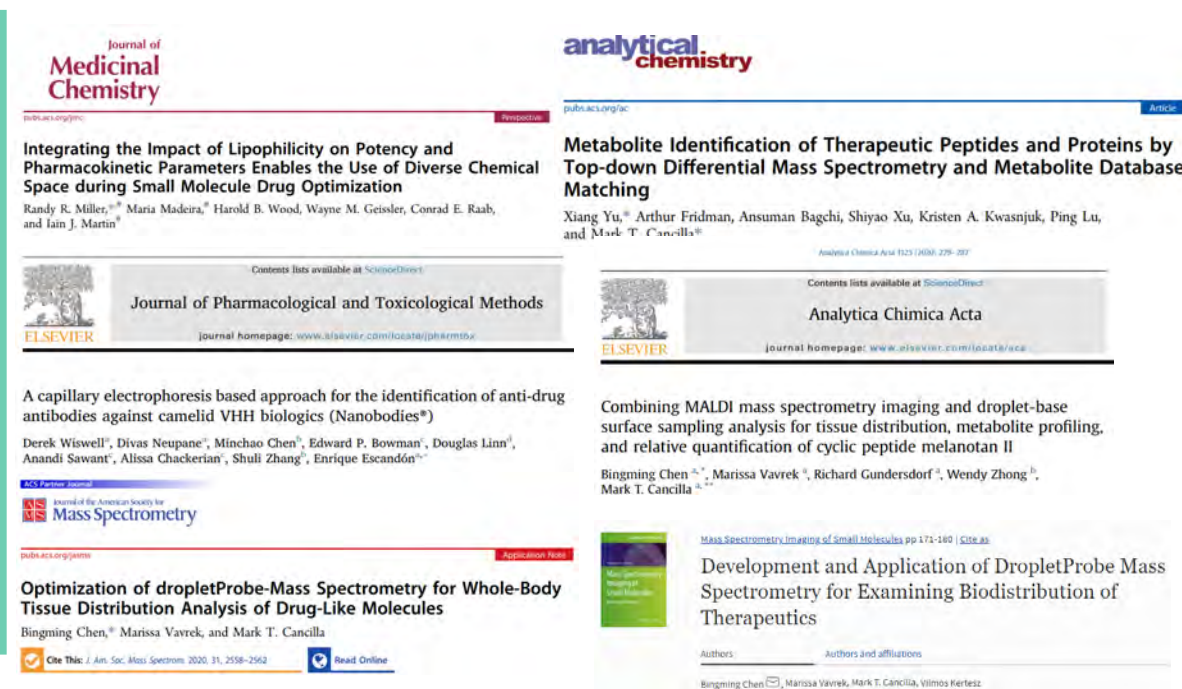 Journal of
Medicinal
Chemistry
pubs.acs.org/jmc
Perspective
Integrating the Impact of Lipophilicity on Potency and
Pharmacokinetic Parameters Enables the Use of Diverse Chemical
Space during Small Molecule Drug Optimization
Randy R. Miller,*,# Maria Madeira,# Harold B. Wood, Wayne M. Geissler, Conrad E. Raab,
and Iain J. Martin#
Contents lists available at ScienceDirect
Journal of Pharmacological and Toxicological Methods
ELSEVIER
journal homepage: www.elsevier.com/locate/jpharmtox
A capillary electrophoresis based approach for the identification of anti-drug
antibodies against camelid VHH biologics (Nanobodies®)
Derek Wiswell, Divas Neupane, Minchao Chen, Edward P. Bowman, Douglas Linn,
Anandi Sawant, Alissa Chackerian, Shuli Zhang, Enrique Escandón
ACS Partner Journal
Journal of the American Society for
Mass Spectrometry
pubs.acs.org/jasms
Application Note
Optimization of dropletProbe-Mass Spectrometry for Whole-Body
Tissue Distribution Analysis of Drug-Like Molecules
Bingming Chen,* Marissa Vavrek, and Mark T. Cancilla
Cite This: J. Am. Soc. Mass Spectrom. 2020, 31, 2558–2562
Read Online
analytical
chemistry
pubs.acs.org/ac
Article
Metabolite Identification of Therapeutic Peptides and Proteins by
Top-down Differential Mass Spectrometry and Metabolite Database
Matching
Xiang Yu,* Arthur Fridman, Ansuman Bagchi, Shiyao Xu, Kristen A. Kwasnjuk, Ping Lu,
and Mark T. Cancilla*
Analytica Chimica Acta
Contents lists available at ScienceDirect
Analytica Chimica Acta
ELSEVIER
journal homepage: www.elsevier.com/locate/aca
Combining MALDI mass spectrometry imaging and droplet-base
surface sampling analysis for tissue distribution, metabolite profiling,
and relative quantification of cyclic peptide melanotan II
Bingming Chen a, *, Marissa Vavrek a, Richard Gundersdorf a, Wendy Zhong b,
Mark T. Cancilla a, **
Mass Spectrometry Imaging of Small Molecules pp 171-180 | Cite as
Development and Application of DropletProbe Mass
Spectrometry for Examining Biodistribution of
Therapeutics
Authors
Authors and affiliations
Bingming Chen, Marissa Vavrek, Mark T. Cancilla, Vilmos Kertesz